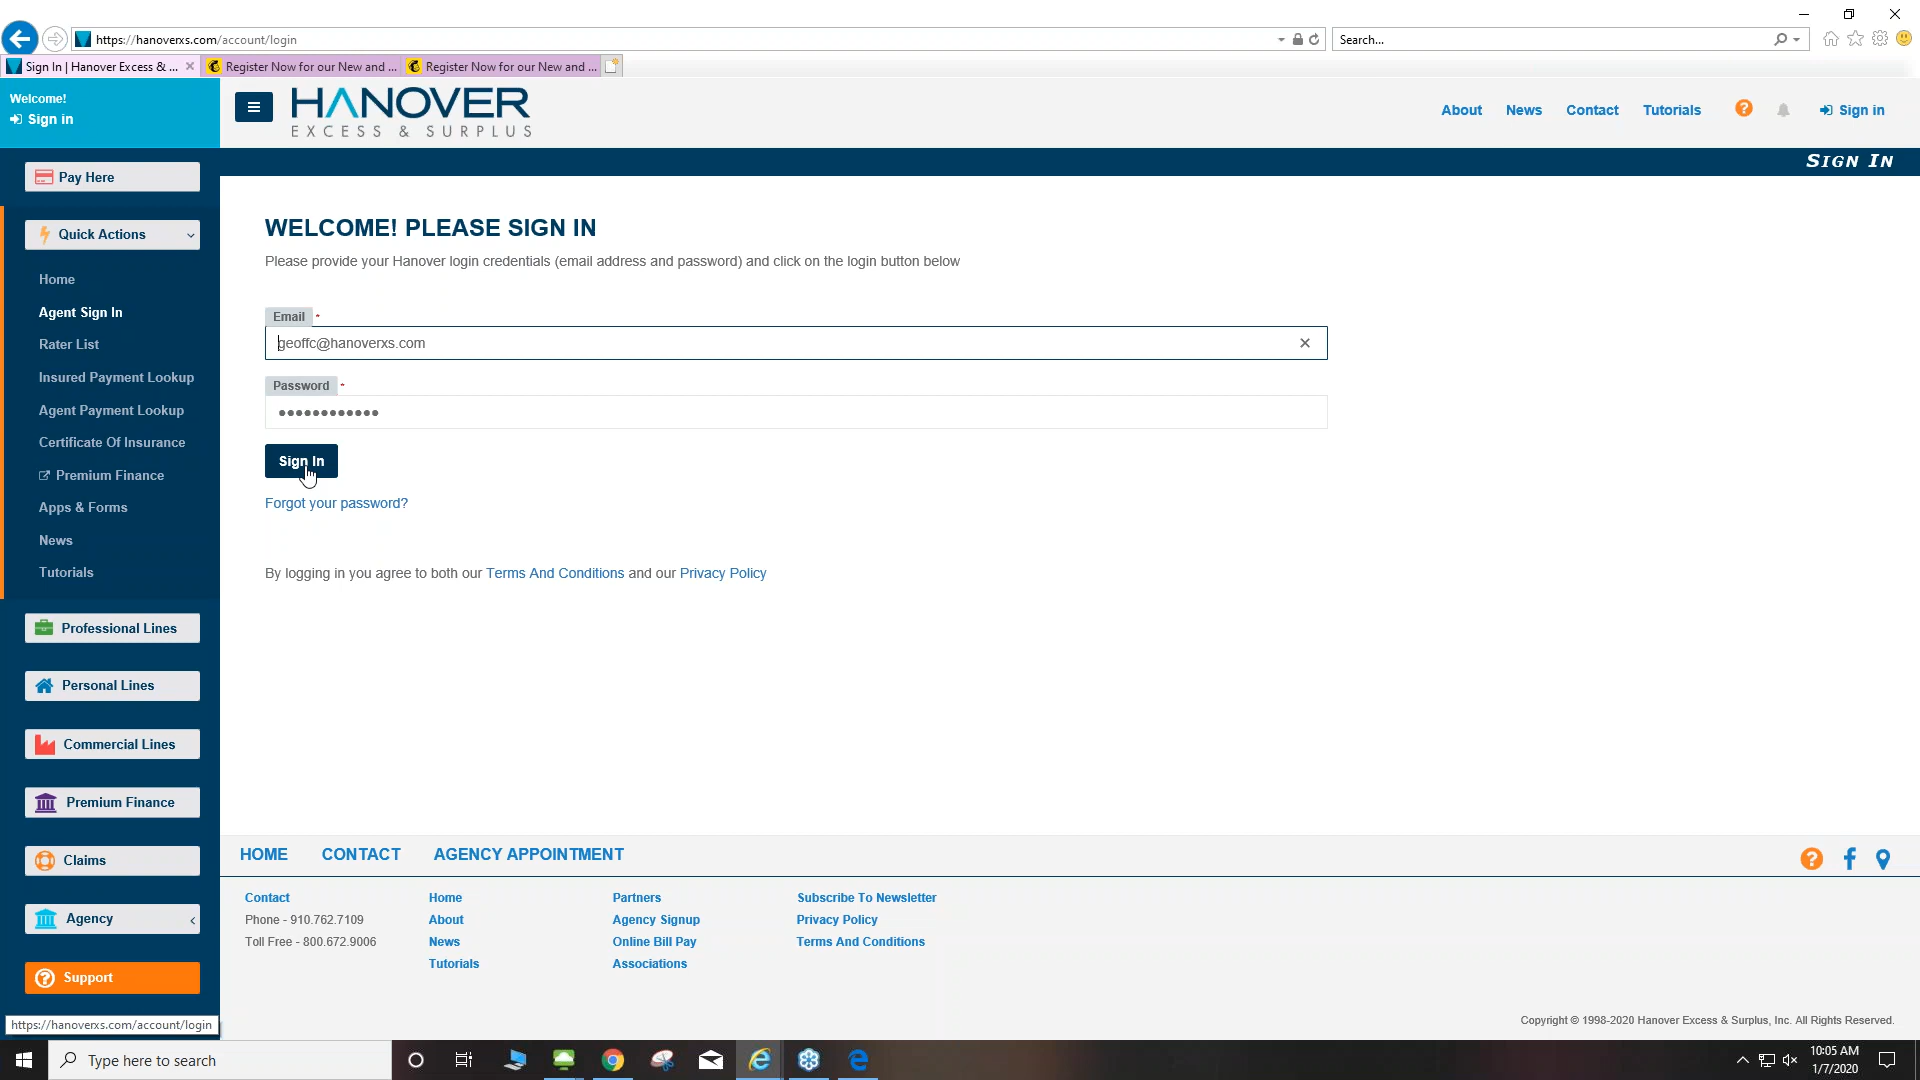 https://hanoverxs.com/account/login
Search...
Sign In | Hanover Excess & ...
Register Now for our New and ...
Register Now for our New and ...
Welcome!
Sign in
HANOVER
EXCESS & SURPLUS
About
News
Contact
Tutorials
?
Sign in
SIGN IN
Pay Here
Quick Actions
Home
Agent Sign In
Rater List
Insured Payment Lookup
Agent Payment Lookup
Certificate Of Insurance
Premium Finance
Apps & Forms
News
Tutorials
Professional Lines
Personal Lines
Commercial Lines
Premium Finance
Claims
Agency
? Support
WELCOME! PLEASE SIGN IN
Please provide your Hanover login credentials (email address and password) and click on the login button below
Email *
geoffc@hanoverxs.com
Password *
••••••••••••
Sign In
Forgot your password?
By logging in you agree to both our Terms And Conditions and our Privacy Policy
HOME
CONTACT
AGENCY APPOINTMENT
?
Contact
Phone - 910.762.7109
Toll Free - 800.672.9006
Home
About
News
Tutorials
Partners
Agency Signup
Online Bill Pay
Associations
Subscribe To Newsletter
Privacy Policy
Terms And Conditions
Copyright © 1998-2020 Hanover Excess & Surplus, Inc. All Rights Reserved.
https://hanoverxs.com/account/login
Type here to search
10:05 AM
1/7/2020